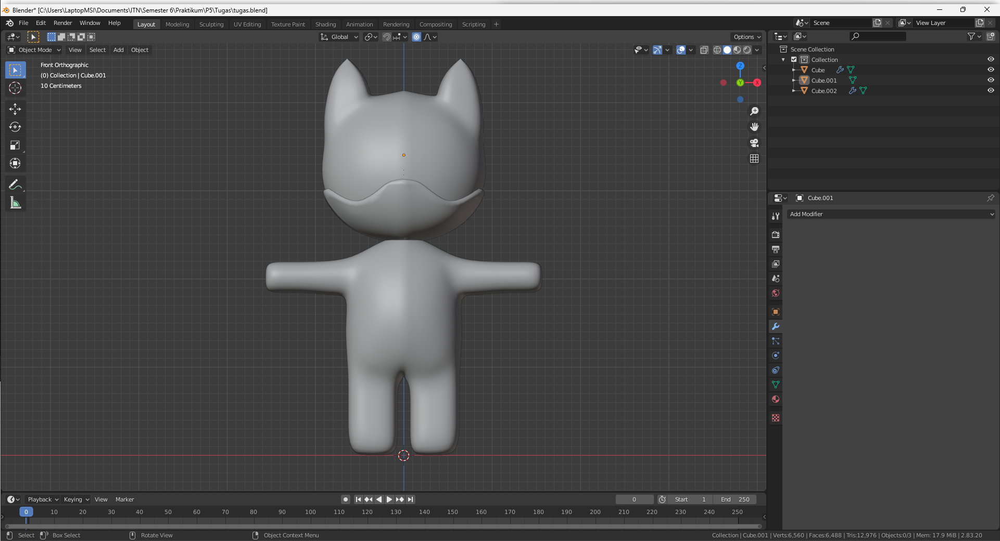 Blender* [C:\Users\LaptopMSI\Documents\ITN\Semester 6\Praktikum\P5\Tugas\tugas.blend]
File Edit Render Window Help Layout Modeling Sculpting UV Editing Texture Paint Shading Animation Rendering Compositing Scripting + Scene View Layer
Global Options
Object Mode View Select Add Object
Front Orthographic
(0) Collection | Cube.001
10 Centimeters
Z
Y
X
Scene Collection
Collection
Cube
Cube.001
Cube.002
Cube.001
Add Modifier
Playback Keying View Marker 0 Start 1 End 250
0 10 20 30 40 50 60 70 80 90 100 110 120 130 140 150 160 170 180 190 200 210 220 230 240 250
Select Box Select Rotate View Object Context Menu Collection | Cube.001 | Verts:6,560 | Faces:6,488 | Tris:12,976 | Objects:0/3 | Mem: 17.9 MiB | 2.83.20